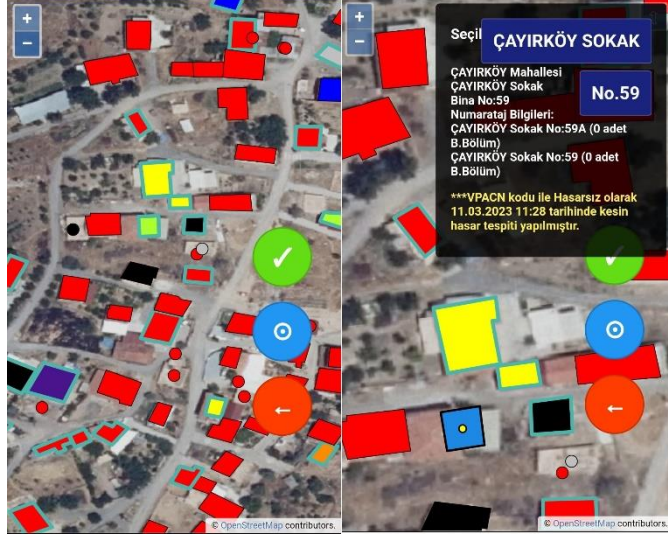 +
−
© OpenStreetMap contributors.
+
−
Seçil
ÇAYIRKÖY SOKAK
ÇAYIRKÖY Mahallesi
ÇAYIRKÖY Sokak
Bina No:59
No.59
Numarataj Bilgileri:
ÇAYIRKÖY Sokak No:59A (0 adet
B.Bölüm)
ÇAYIRKÖY Sokak No:59 (0 adet
B.Bölüm)
***VPACN kodu ile Hasarsız olarak
11.03.2023 11:28 tarihinde kesin
hasar tespiti yapılmıştır.
© OpenStreetMap contributors.